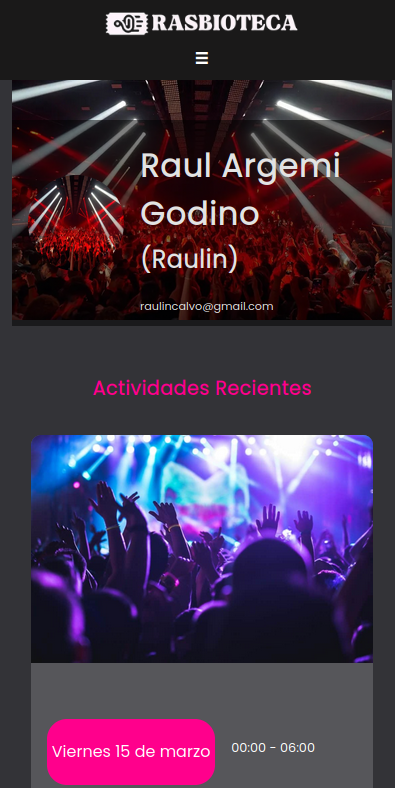 RASBIOTECA
Raul Argemi
Godino
(Raulin)
raulincalvo@gmail.com
Actividades Recientes
Viernes 15 de marzo
00:00 - 06:00